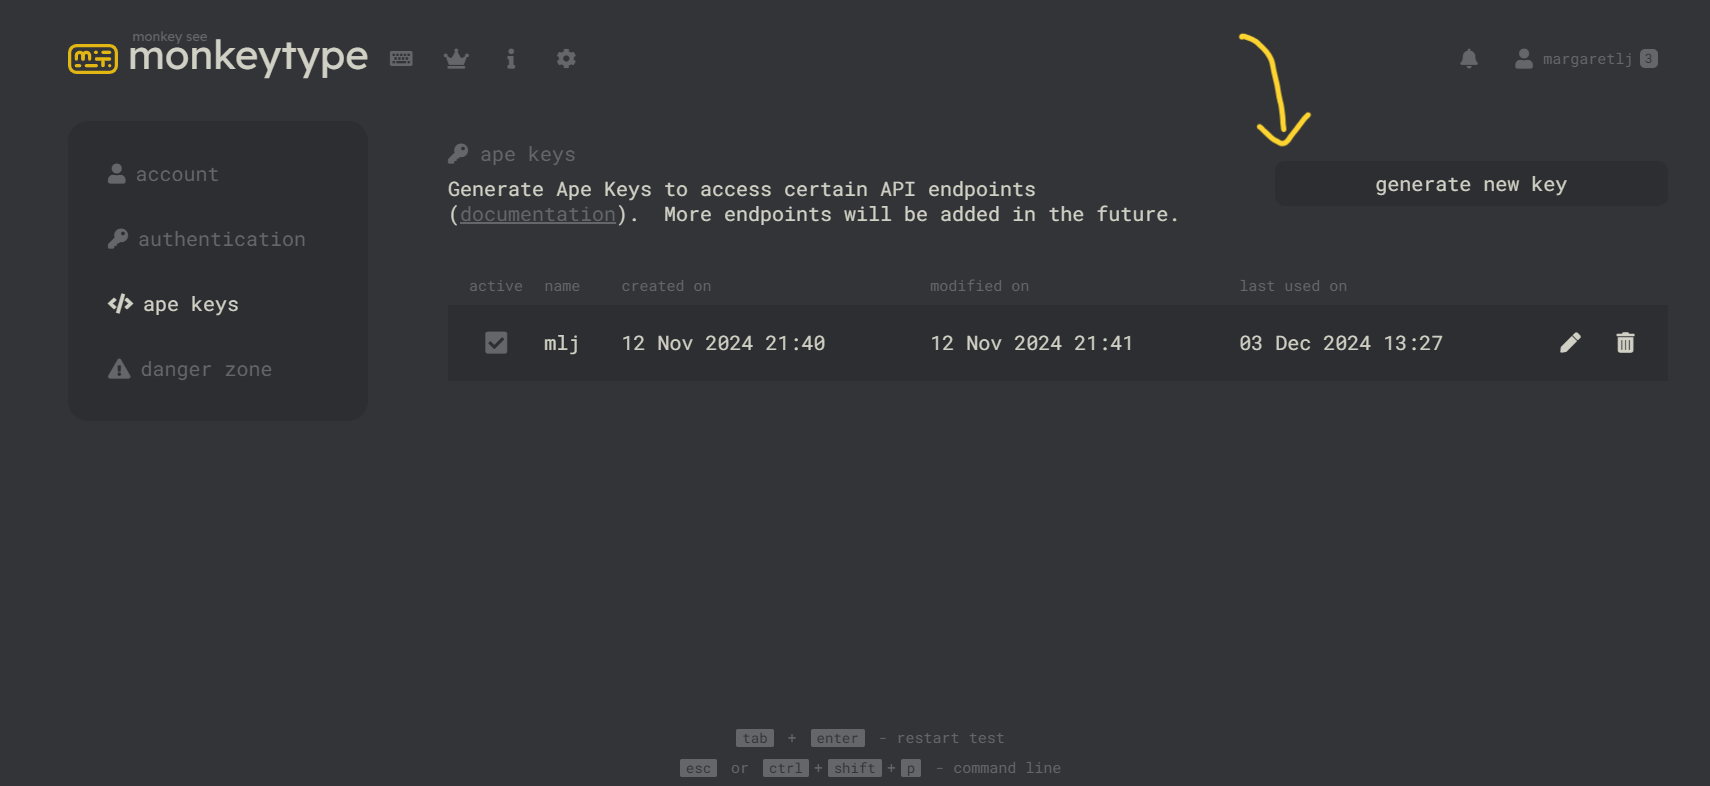 monkey see
monkeytype
margaretlj 3
account
authentication
ape keys
danger zone
ape keys
Generate Ape Keys to access certain API endpoints
(documentation). More endpoints will be added in the future.
generate new key
active name created on modified on last used on
mlj 12 Nov 2024 21:40 12 Nov 2024 21:41 03 Dec 2024 13:27
tab + enter - restart test
esc or ctrl + shift + p - command line